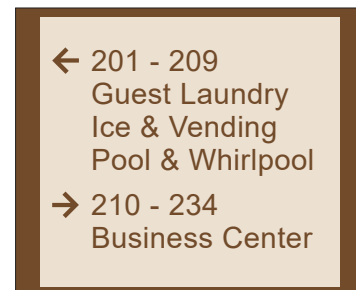 ← 201 - 209
Guest Laundry
Ice & Vending
Pool & Whirlpool
→ 210 - 234
Business Center